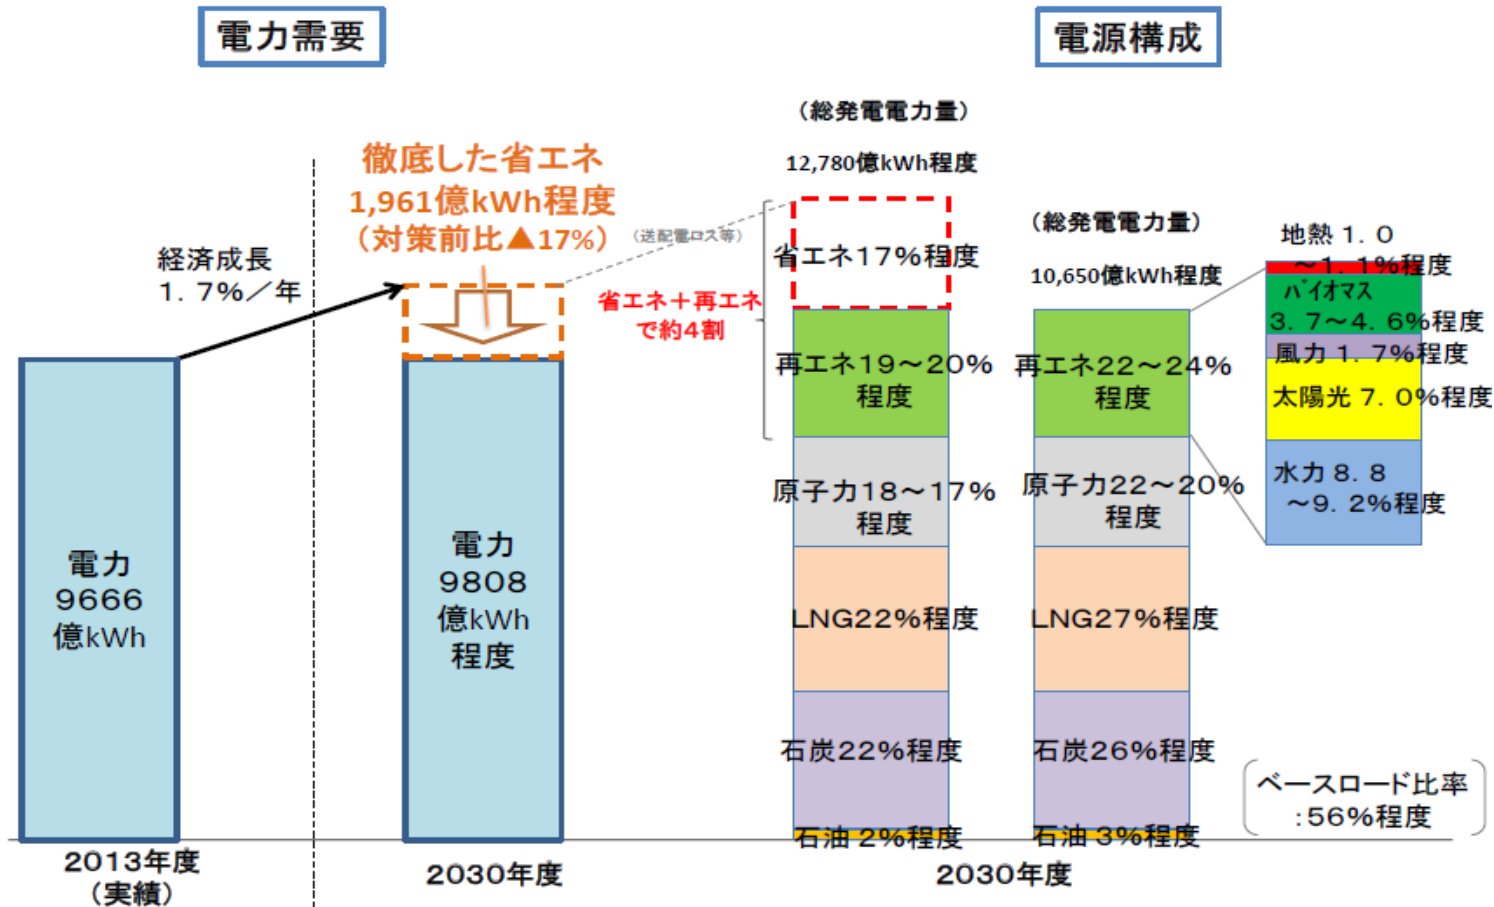 電力需要
電源構成
(総発電電力量)
12,780億kWh程度
徹底した省エネ
1,961億kWh程度
(対策前比▲17%)
(送配電ロス等)
経済成長
1.7%/年
省エネ17%程度
(総発電電力量)
10,650億kWh程度
地熱 1.0
~1.1%程度
バイオマス
3.7~4.6%程度
風力 1.7%程度
太陽光 7.0%程度
水力 8.8
~9.2%程度
省エネ+再エネ
で約4割
再エネ19~20%
程度
再エネ22~24%
程度
原子力18~17%
程度
原子力22~20%
程度
電力
9666
億kWh
電力
9808
億kWh
程度
LNG22%程度
LNG27%程度
石炭22%程度
石炭26%程度
ベースロード比率
:56%程度
石油 2%程度
石油 3%程度
2013年度
(実績)
2030年度
2030年度